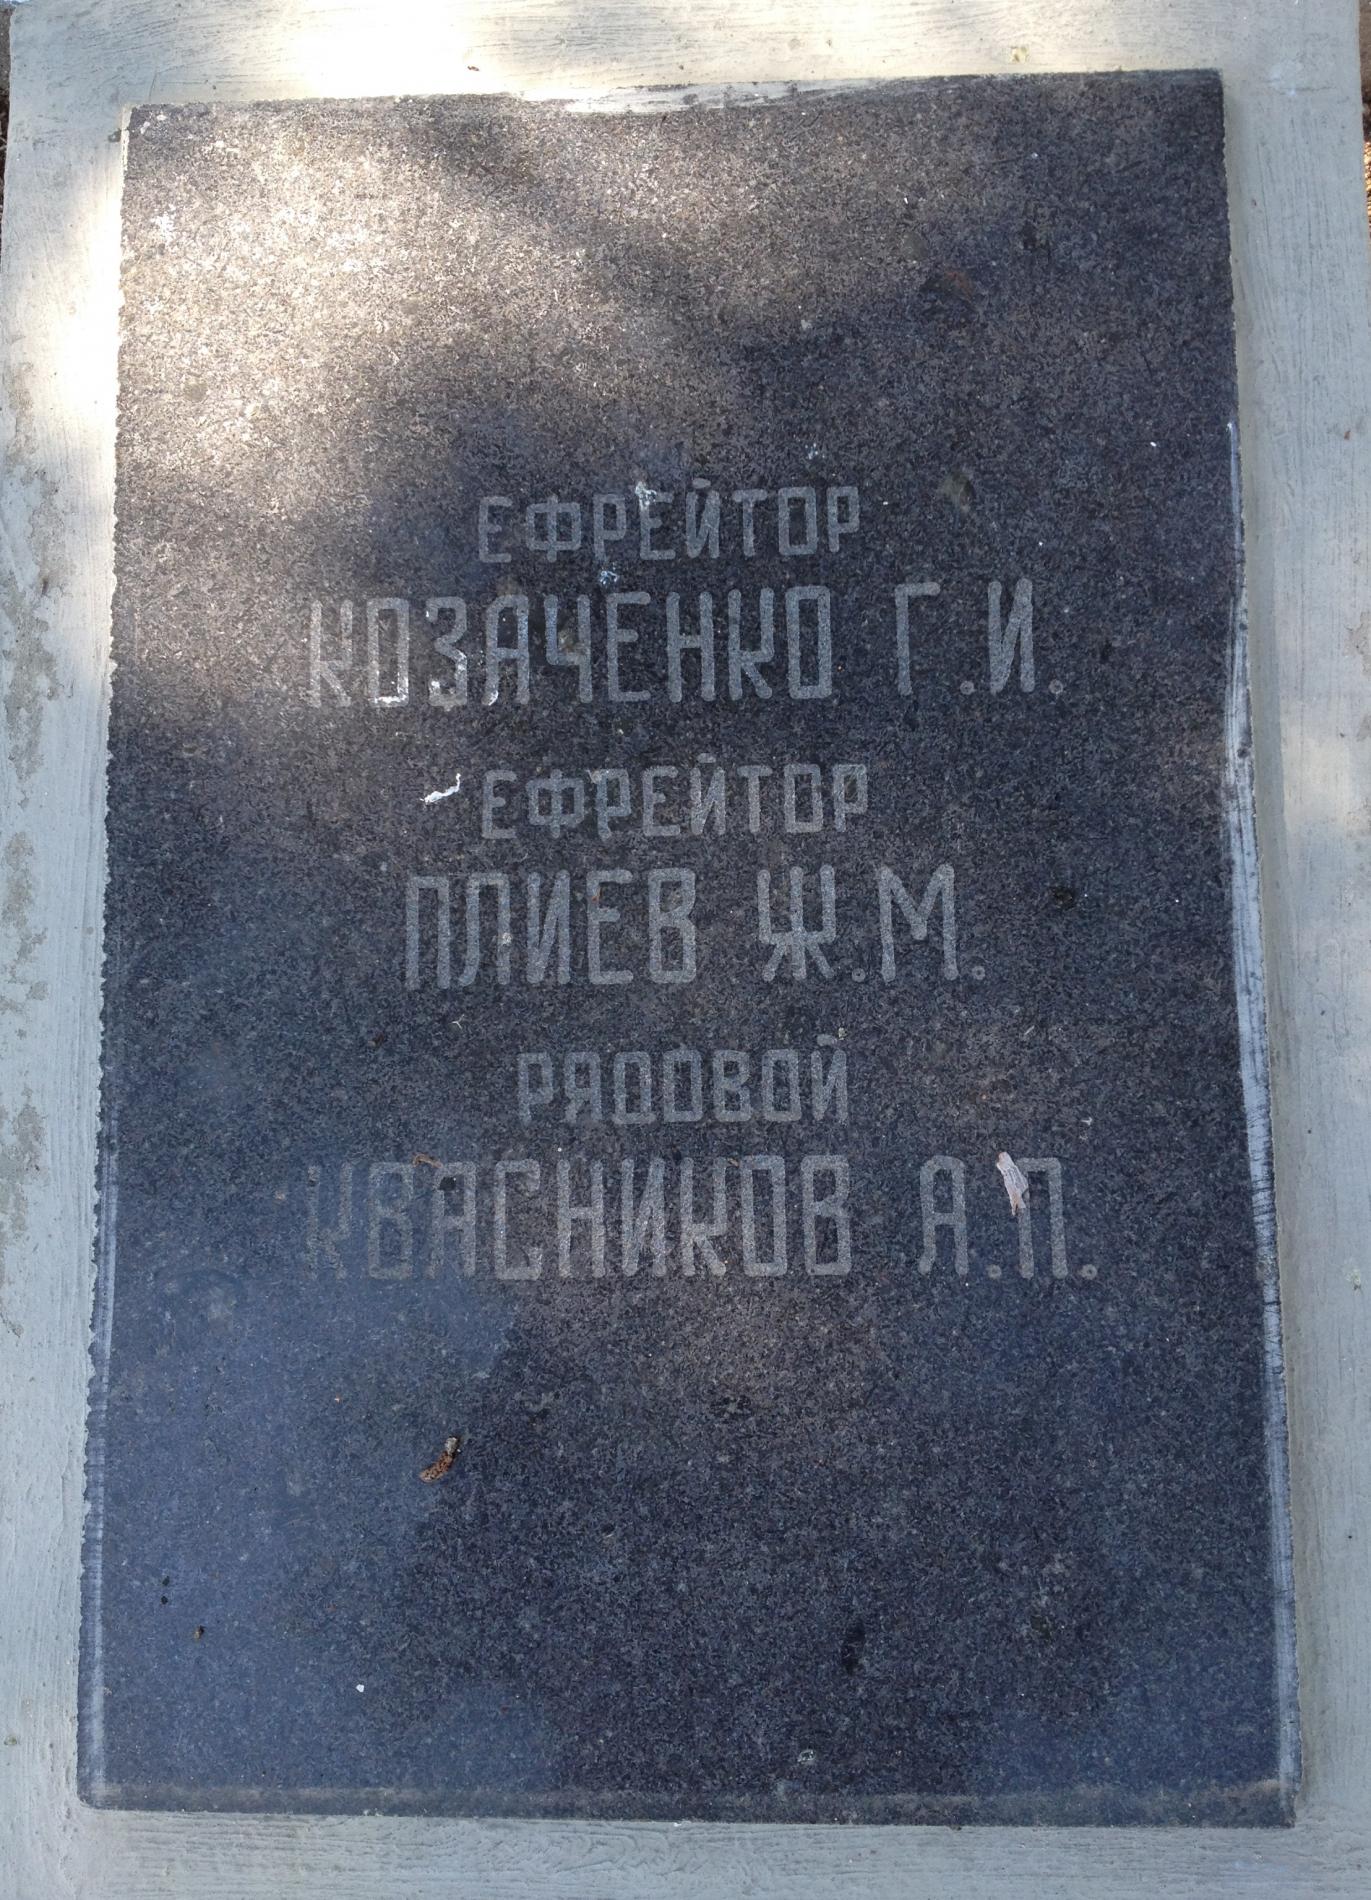 ЕФРЕЙТОР
КОЗАЧЕНКО Г.И.
ЕФРЕЙТОР
ПЛИЕВ Ж.М.
РЯДОВОЙ
КВАСНИКОВ А.П.